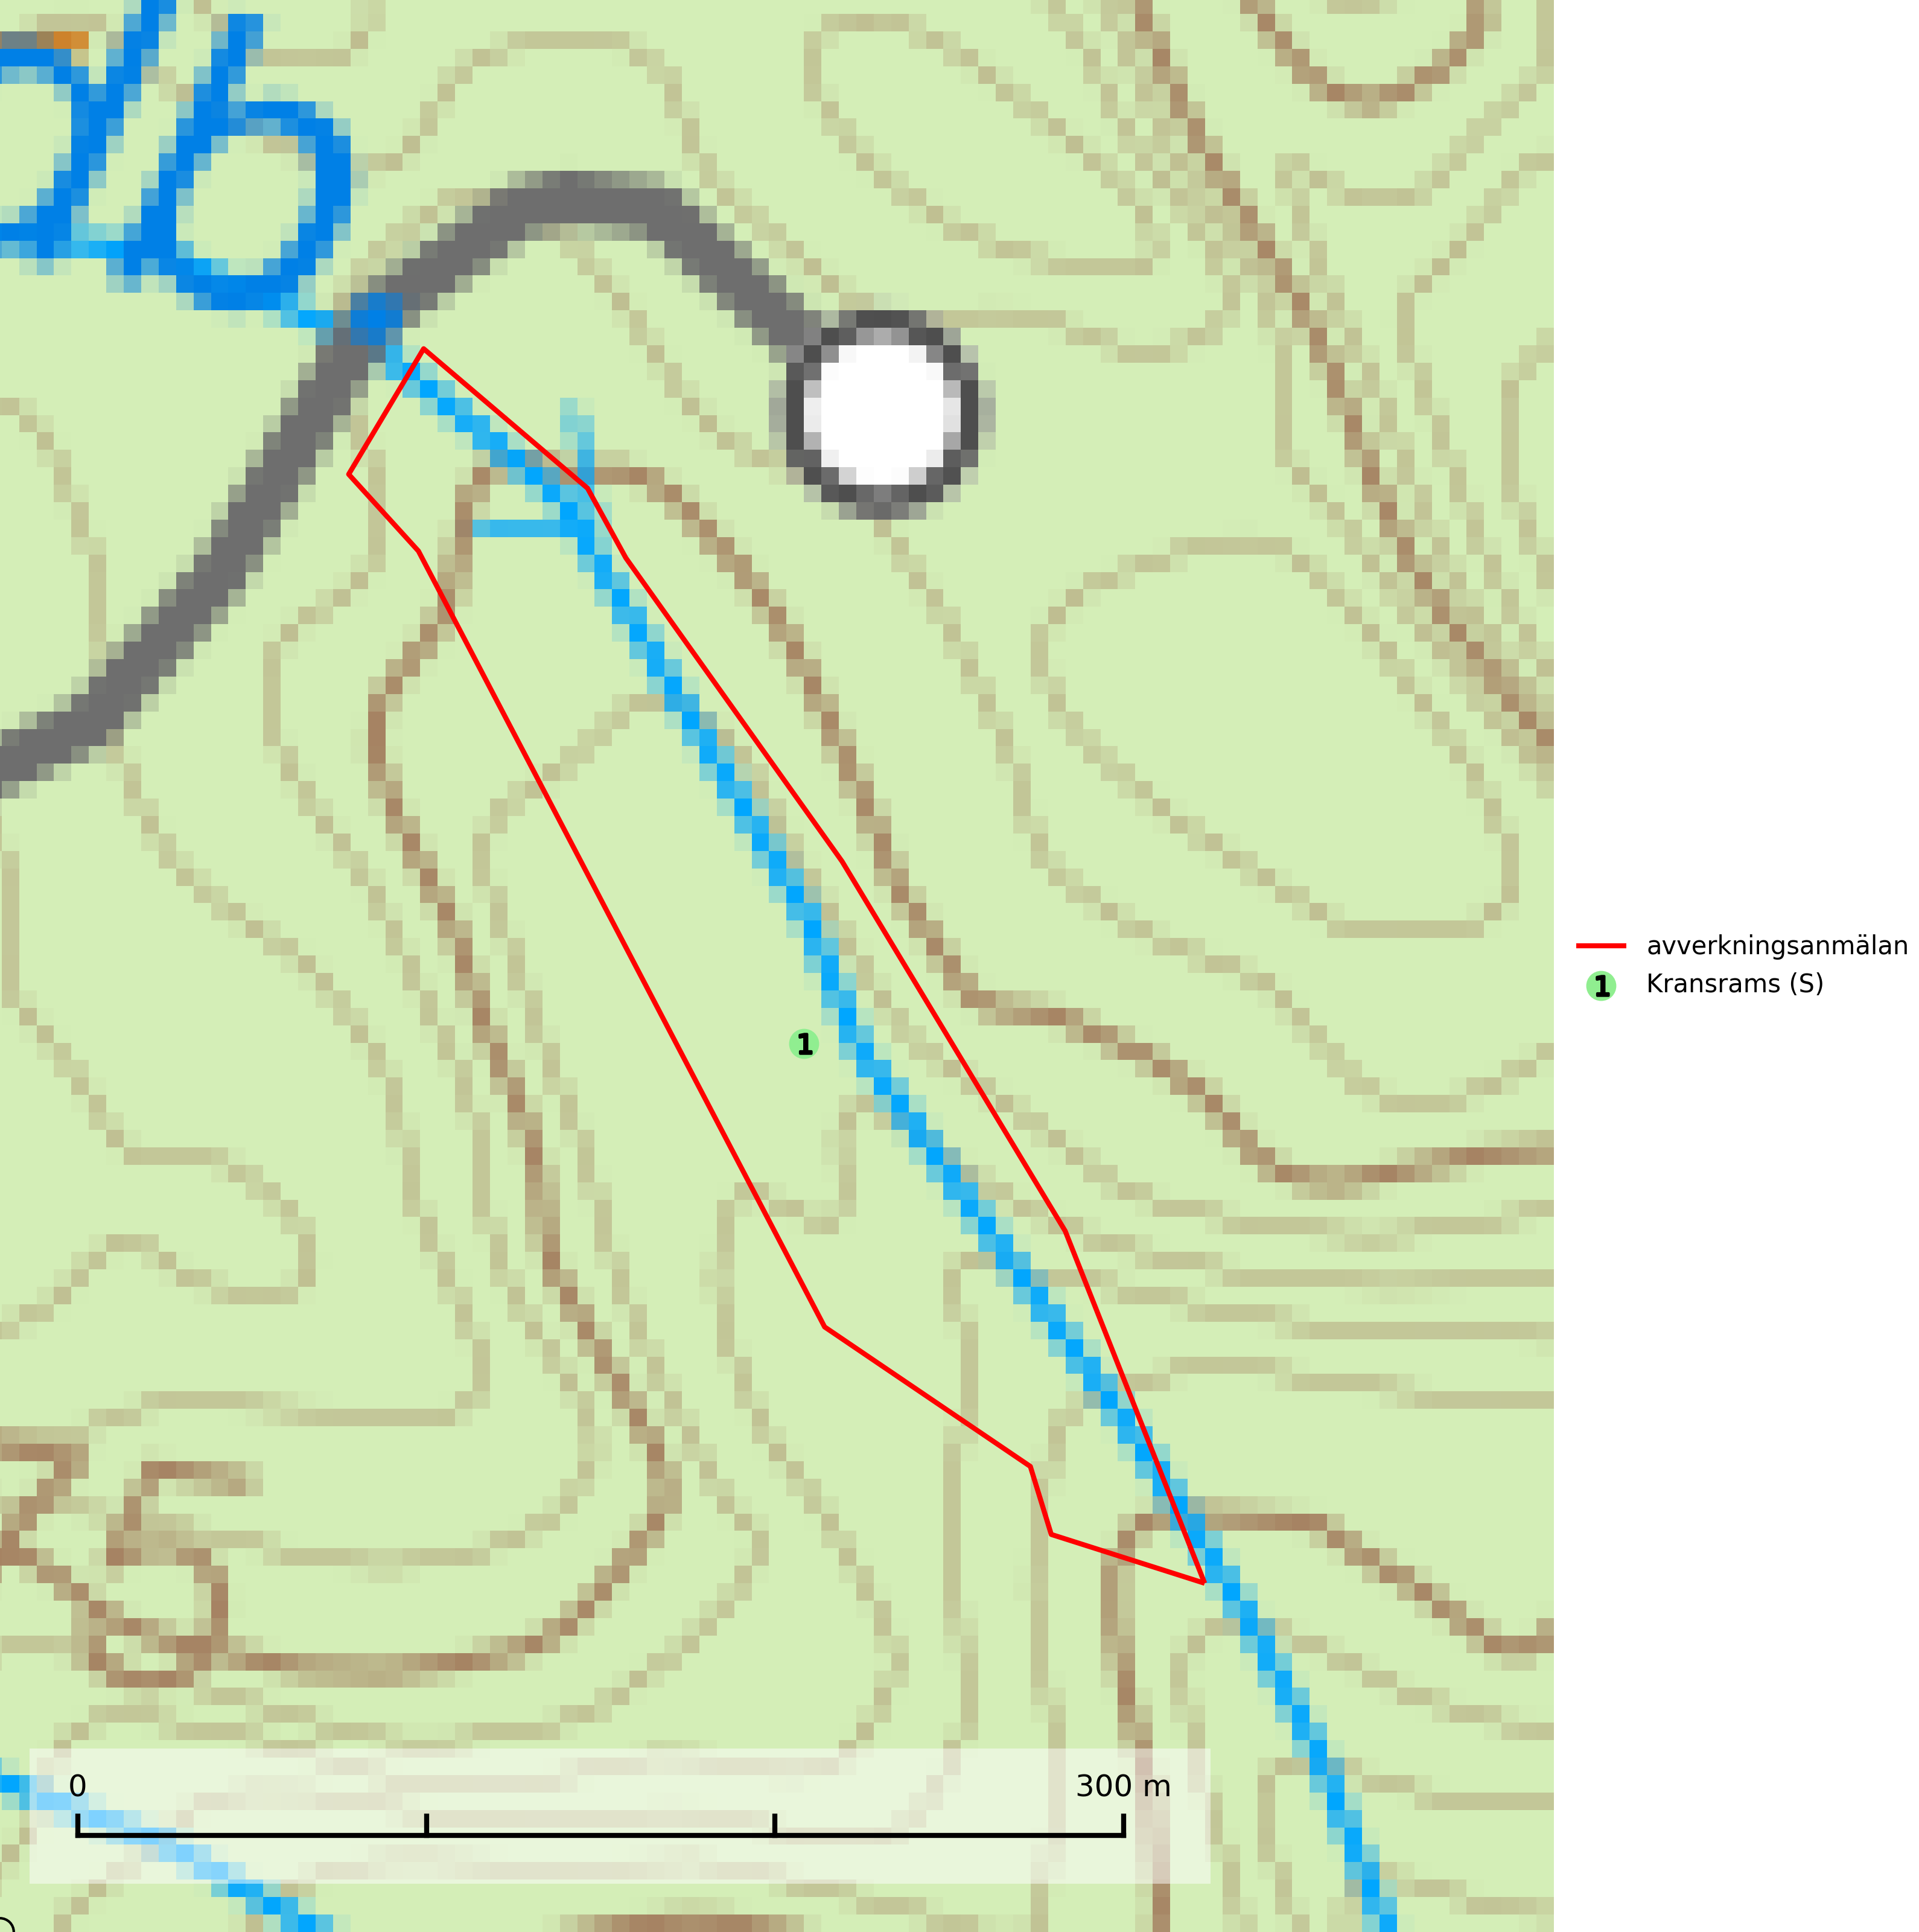 1
avverkningsanmälan
1 Kransrams (S)
0 300 m